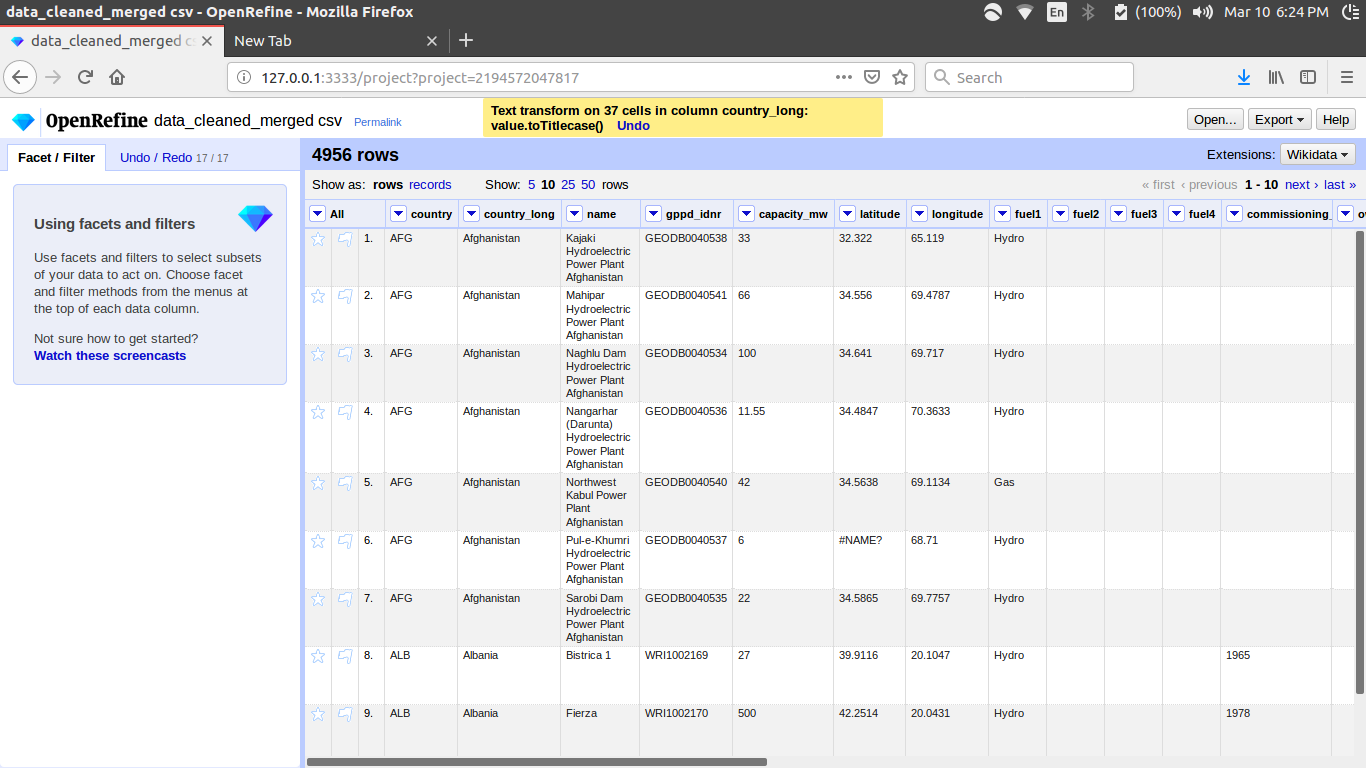 data_cleaned_merged csv - OpenRefine - Mozilla Firefox
En (100%) Mar 10 6:24 PM
data_cleaned_merged cs New Tab
127.0.0.1:3333/project?project=2194572047817 Search
OpenRefine data_cleaned_merged csv Permalink
Text transform on 37 cells in column country_long:
value.toTitlecase() Undo
Open... Export Help
Facet / Filter Undo / Redo 17 / 17
4956 rows
Extensions: Wikidata
Show as: rows records Show: 5 10 25 50 rows « first ‹ previous 1 - 10 next › last »
All country country_long name gppd_idnr capacity_mw latitude longitude fuel1 fuel2 fuel3 fuel4 commissioning_ ow
Using facets and filters
Use facets and filters to select subsets
of your data to act on. Choose facet
and filter methods from the menus at
the top of each data column.
Not sure how to get started?
Watch these screencasts
1. AFG Afghanistan Kajaki GEODB0040538 33 32.322 65.119 Hydro
Hydroelectric
Power Plant
Afghanistan
2. AFG Afghanistan Mahipar GEODB0040541 66 34.556 69.4787 Hydro
Hydroelectric
Power Plant
Afghanistan
3. AFG Afghanistan Naghlu Dam GEODB0040534 100 34.641 69.717 Hydro
Hydroelectric
Power Plant
Afghanistan
4. AFG Afghanistan Nangarhar GEODB0040536 11.55 34.4847 70.3633 Hydro
(Darunta)
Hydroelectric
Power Plant
Afghanistan
5. AFG Afghanistan Northwest GEODB0040540 42 34.5638 69.1134 Gas
Kabul Power
Plant
Afghanistan
6. AFG Afghanistan Pul-e-Khumri GEODB0040537 6 #NAME? 68.71 Hydro
Hydroelectric
Power Plant
Afghanistan
7. AFG Afghanistan Sarobi Dam GEODB0040535 22 34.5865 69.7757 Hydro
Hydroelectric
Power Plant
Afghanistan
8. ALB Albania Bistrica 1 WRI1002169 27 39.9116 20.1047 Hydro 1965
9. ALB Albania Fierza WRI1002170 500 42.2514 20.0431 Hydro 1978